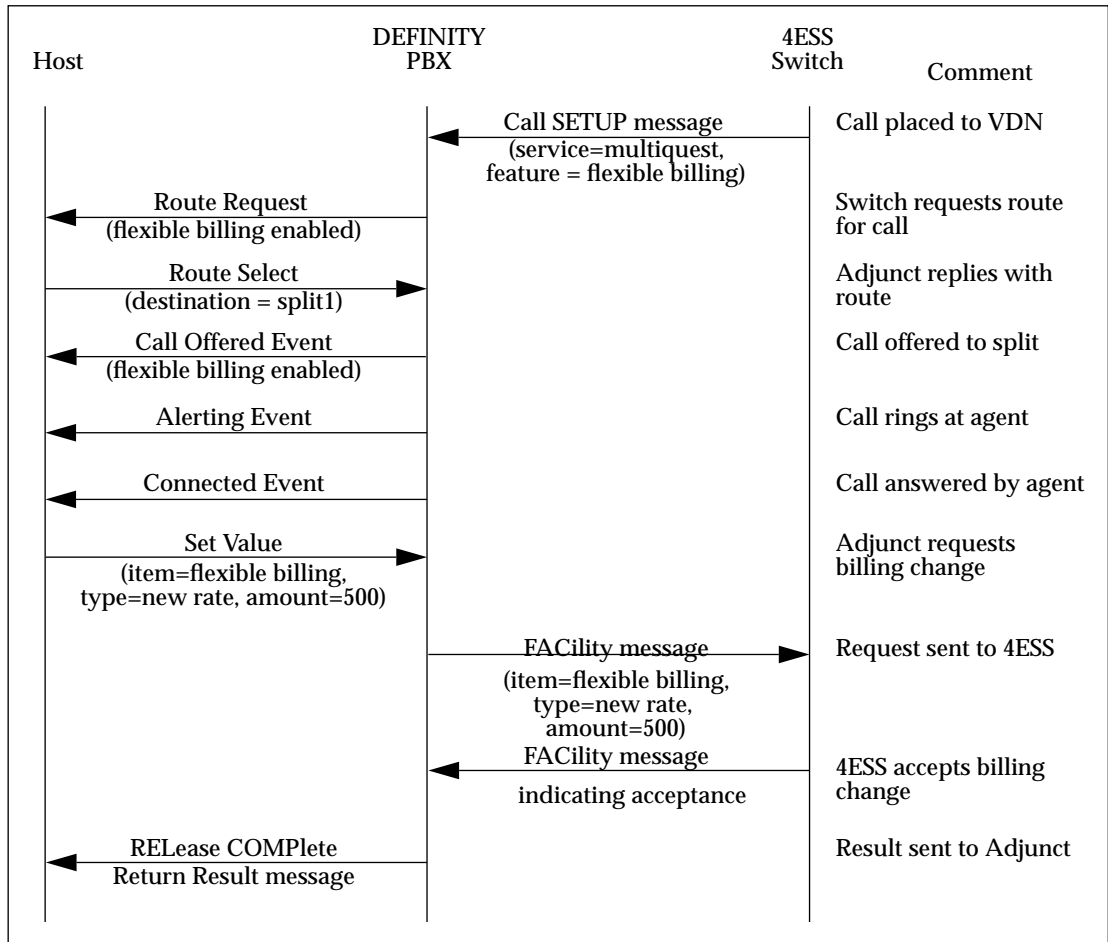 Host
DEFINITY
PBX
4ESS
Switch
Comment
Call SETUP message
(service=multiquest,
feature = flexible billing)
Call placed to VDN
Route Request
(flexible billing enabled)
Switch requests route
for call
Route Select
(destination = split1)
Adjunct replies with
route
Call Offered Event
(flexible billing enabled)
Call offered to split
Alerting Event
Call rings at agent
Connected Event
Call answered by agent
Set Value
(item=flexible billing,
type=new rate, amount=500)
Adjunct requests
billing change
FACility message
(item=flexible billing,
type=new rate,
amount=500)
Request sent to 4ESS
FACility message
indicating acceptance
4ESS accepts billing
change
RELease COMPlete
Return Result message
Result sent to Adjunct